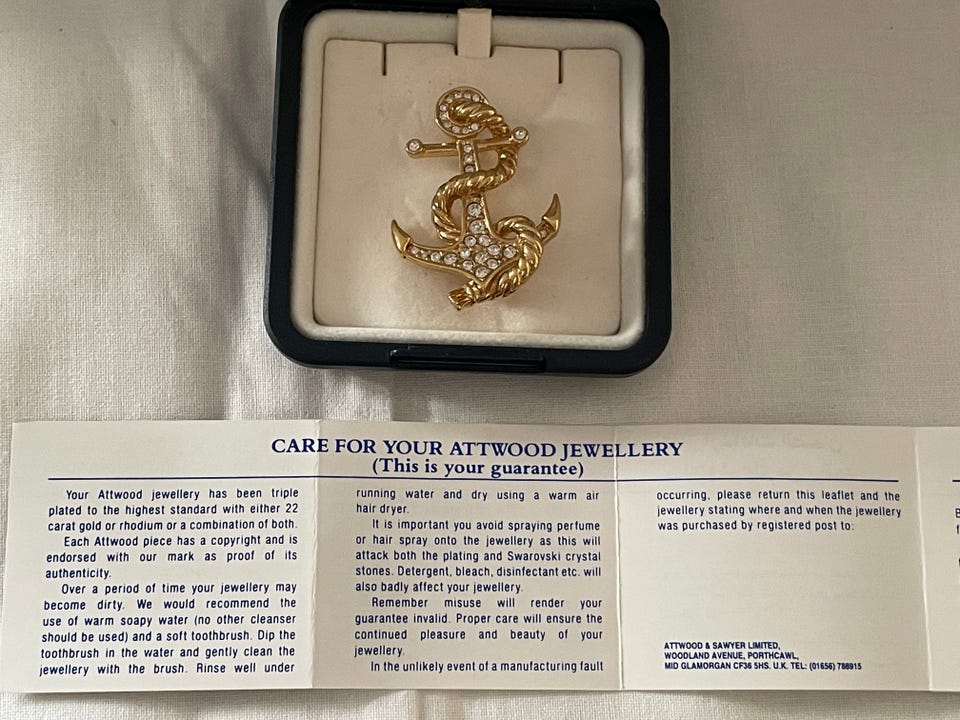 CARE FOR YOUR ATTWOOD JEWELLERY
(This is your guarantee)
Your Attwood jewellery has been triple
plated to the highest standard with either 22
carat gold or rhodium or a combination of both.
Each Attwood piece has a copyright and is
endorsed with our mark as proof of its
authenticity.
Over a period of time your jewellery may
become dirty. We would recommend the
use of warm soapy water (no other cleanser
should be used) and a soft toothbrush. Dip the
toothbrush in the water and gently clean the
jewellery with the brush. Rinse well under
running water and dry using a warm air
hair dryer.
It is important you avoid spraying perfume
or hair spray onto the jewellery as this will
attack both the plating and Swarovski crystal
stones. Detergent, bleach, disinfectant etc. will
also badly affect your jewellery.
Remember misuse will render your
guarantee invalid. Proper care will ensure the
continued pleasure and beauty of your
jewellery.
In the unlikely event of a manufacturing fault
occurring, please return this leaflet and the
jewellery stating where and when the jewellery
was purchased by registered post to:
ATTWOOD & SAWYER LIMITED,
WOODLAND AVENUE, PORTHCAWL,
MID GLAMORGAN CF36 5HS. U.K. TEL: (01656) 788915